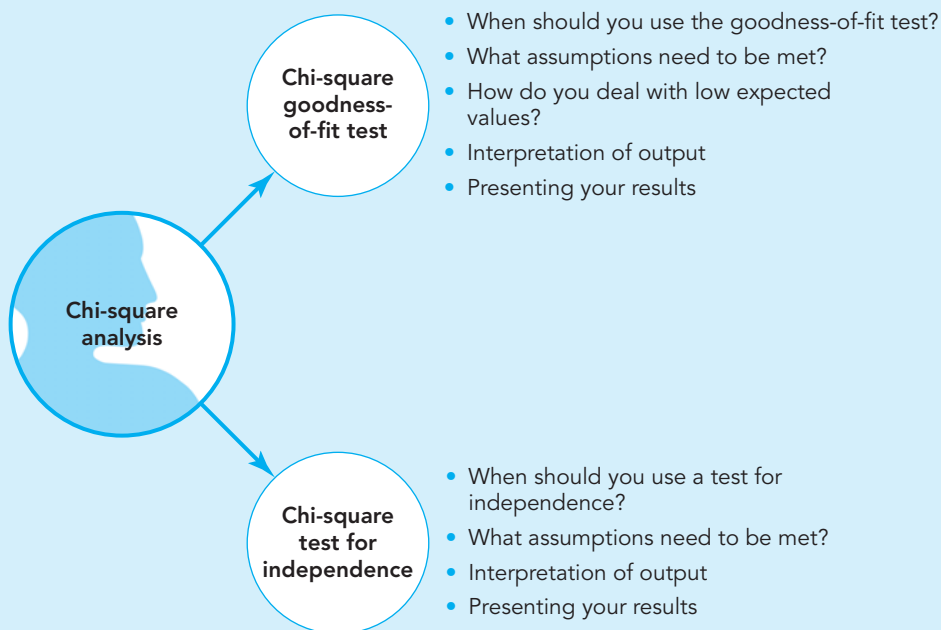 Chi-square
goodness-
of-fit test
• When should you use the goodness-of-fit test?
• What assumptions need to be met?
• How do you deal with low expected
values?
• Interpretation of output
• Presenting your results
Chi-square
analysis
Chi-square
test for
independence
• When should you use a test for
independence?
• What assumptions need to be met?
• Interpretation of output
• Presenting your results